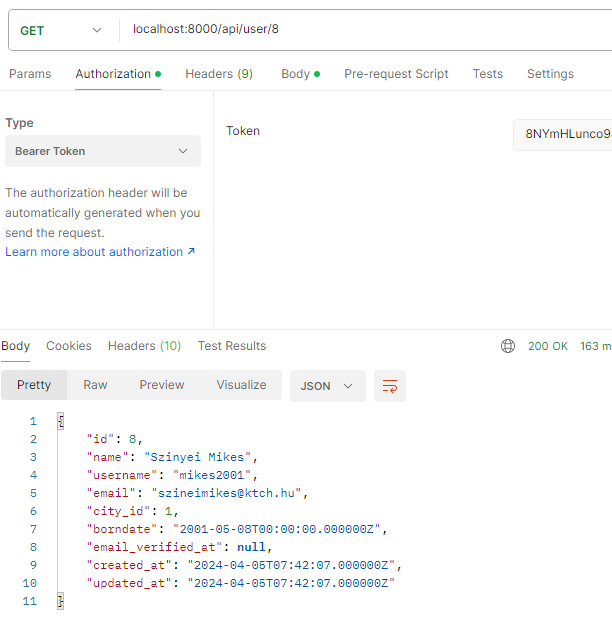 GET localhost:8000/api/user/8
Params Authorization Headers (9) Body Pre-request Script Tests Settings
Type
Bearer Token
Token
The authorization header will be
automatically generated when you
send the request.
Learn more about authorization ↗
Body Cookies Headers (10) Test Results 200 OK 163 m
Pretty Raw Preview Visualize JSON
1 {
2 "id": 8,
3 "name": "Szinyei Mikes",
4 "username": "mikes2001",
5 "email": "szineimikes@ktch.hu",
6 "city_id": 1,
7 "borndate": "2001-05-08T00:00:00.000000Z",
8 "email_verified_at": null,
9 "created_at": "2024-04-05T07:42:07.000000Z",
10 "updated_at": "2024-04-05T07:42:07.000000Z"
11 }